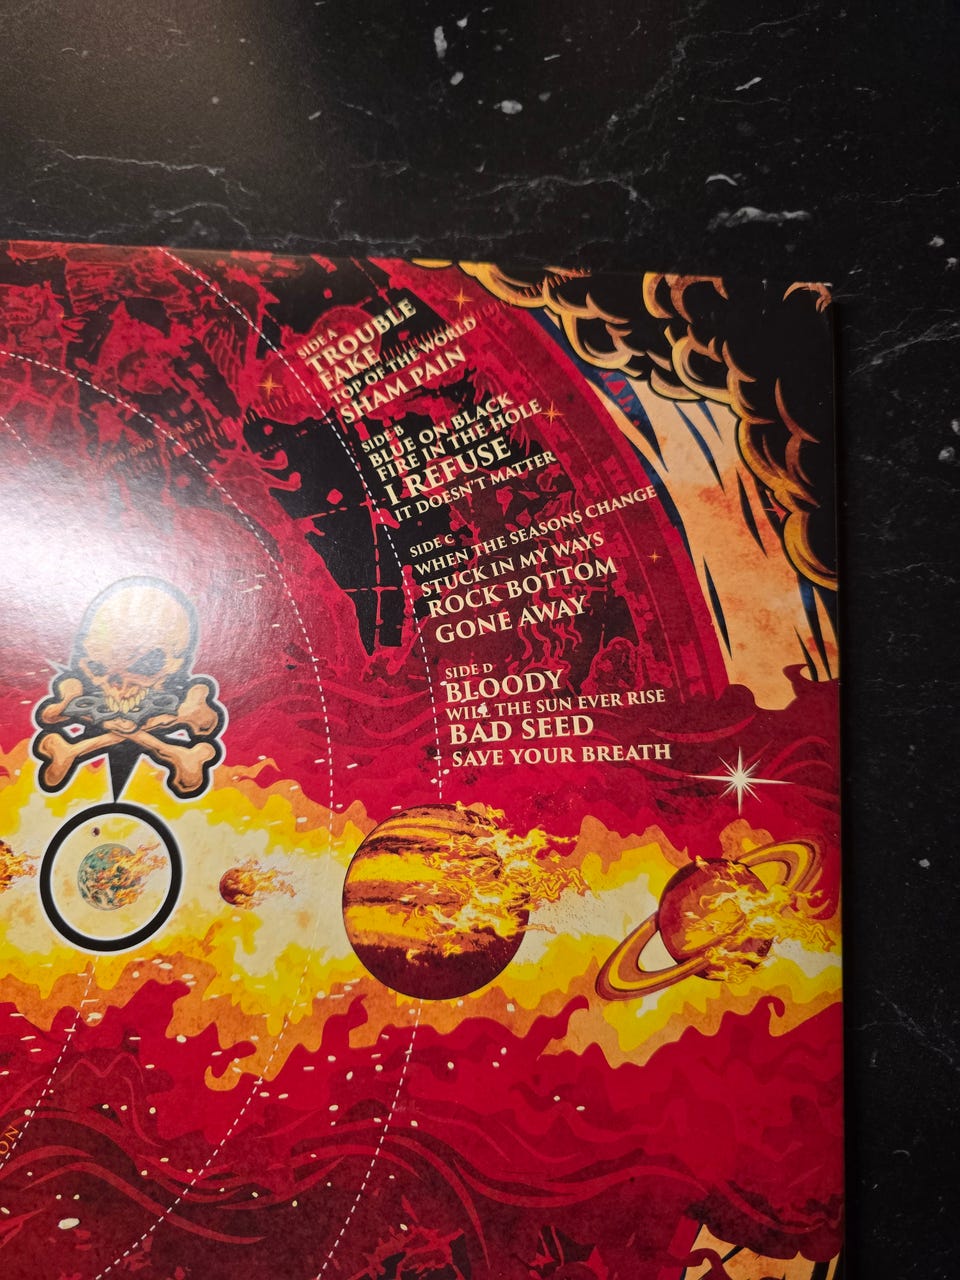 SIDE A
TROUBLE
FAKE
TOP OF THE WORLD
SHAM PAIN
SIDE B
BLUE ON BLACK
FIRE IN THE HOLE
I REFUSE
IT DOESN'T MATTER
SIDE C
WHEN THE SEASONS CHANGE
STUCK IN MY WAYS
ROCK BOTTOM
GONE AWAY
SIDE D
BLOODY
WILL THE SUN EVER RISE
BAD SEED
SAVE YOUR BREATH
YEARS
ON